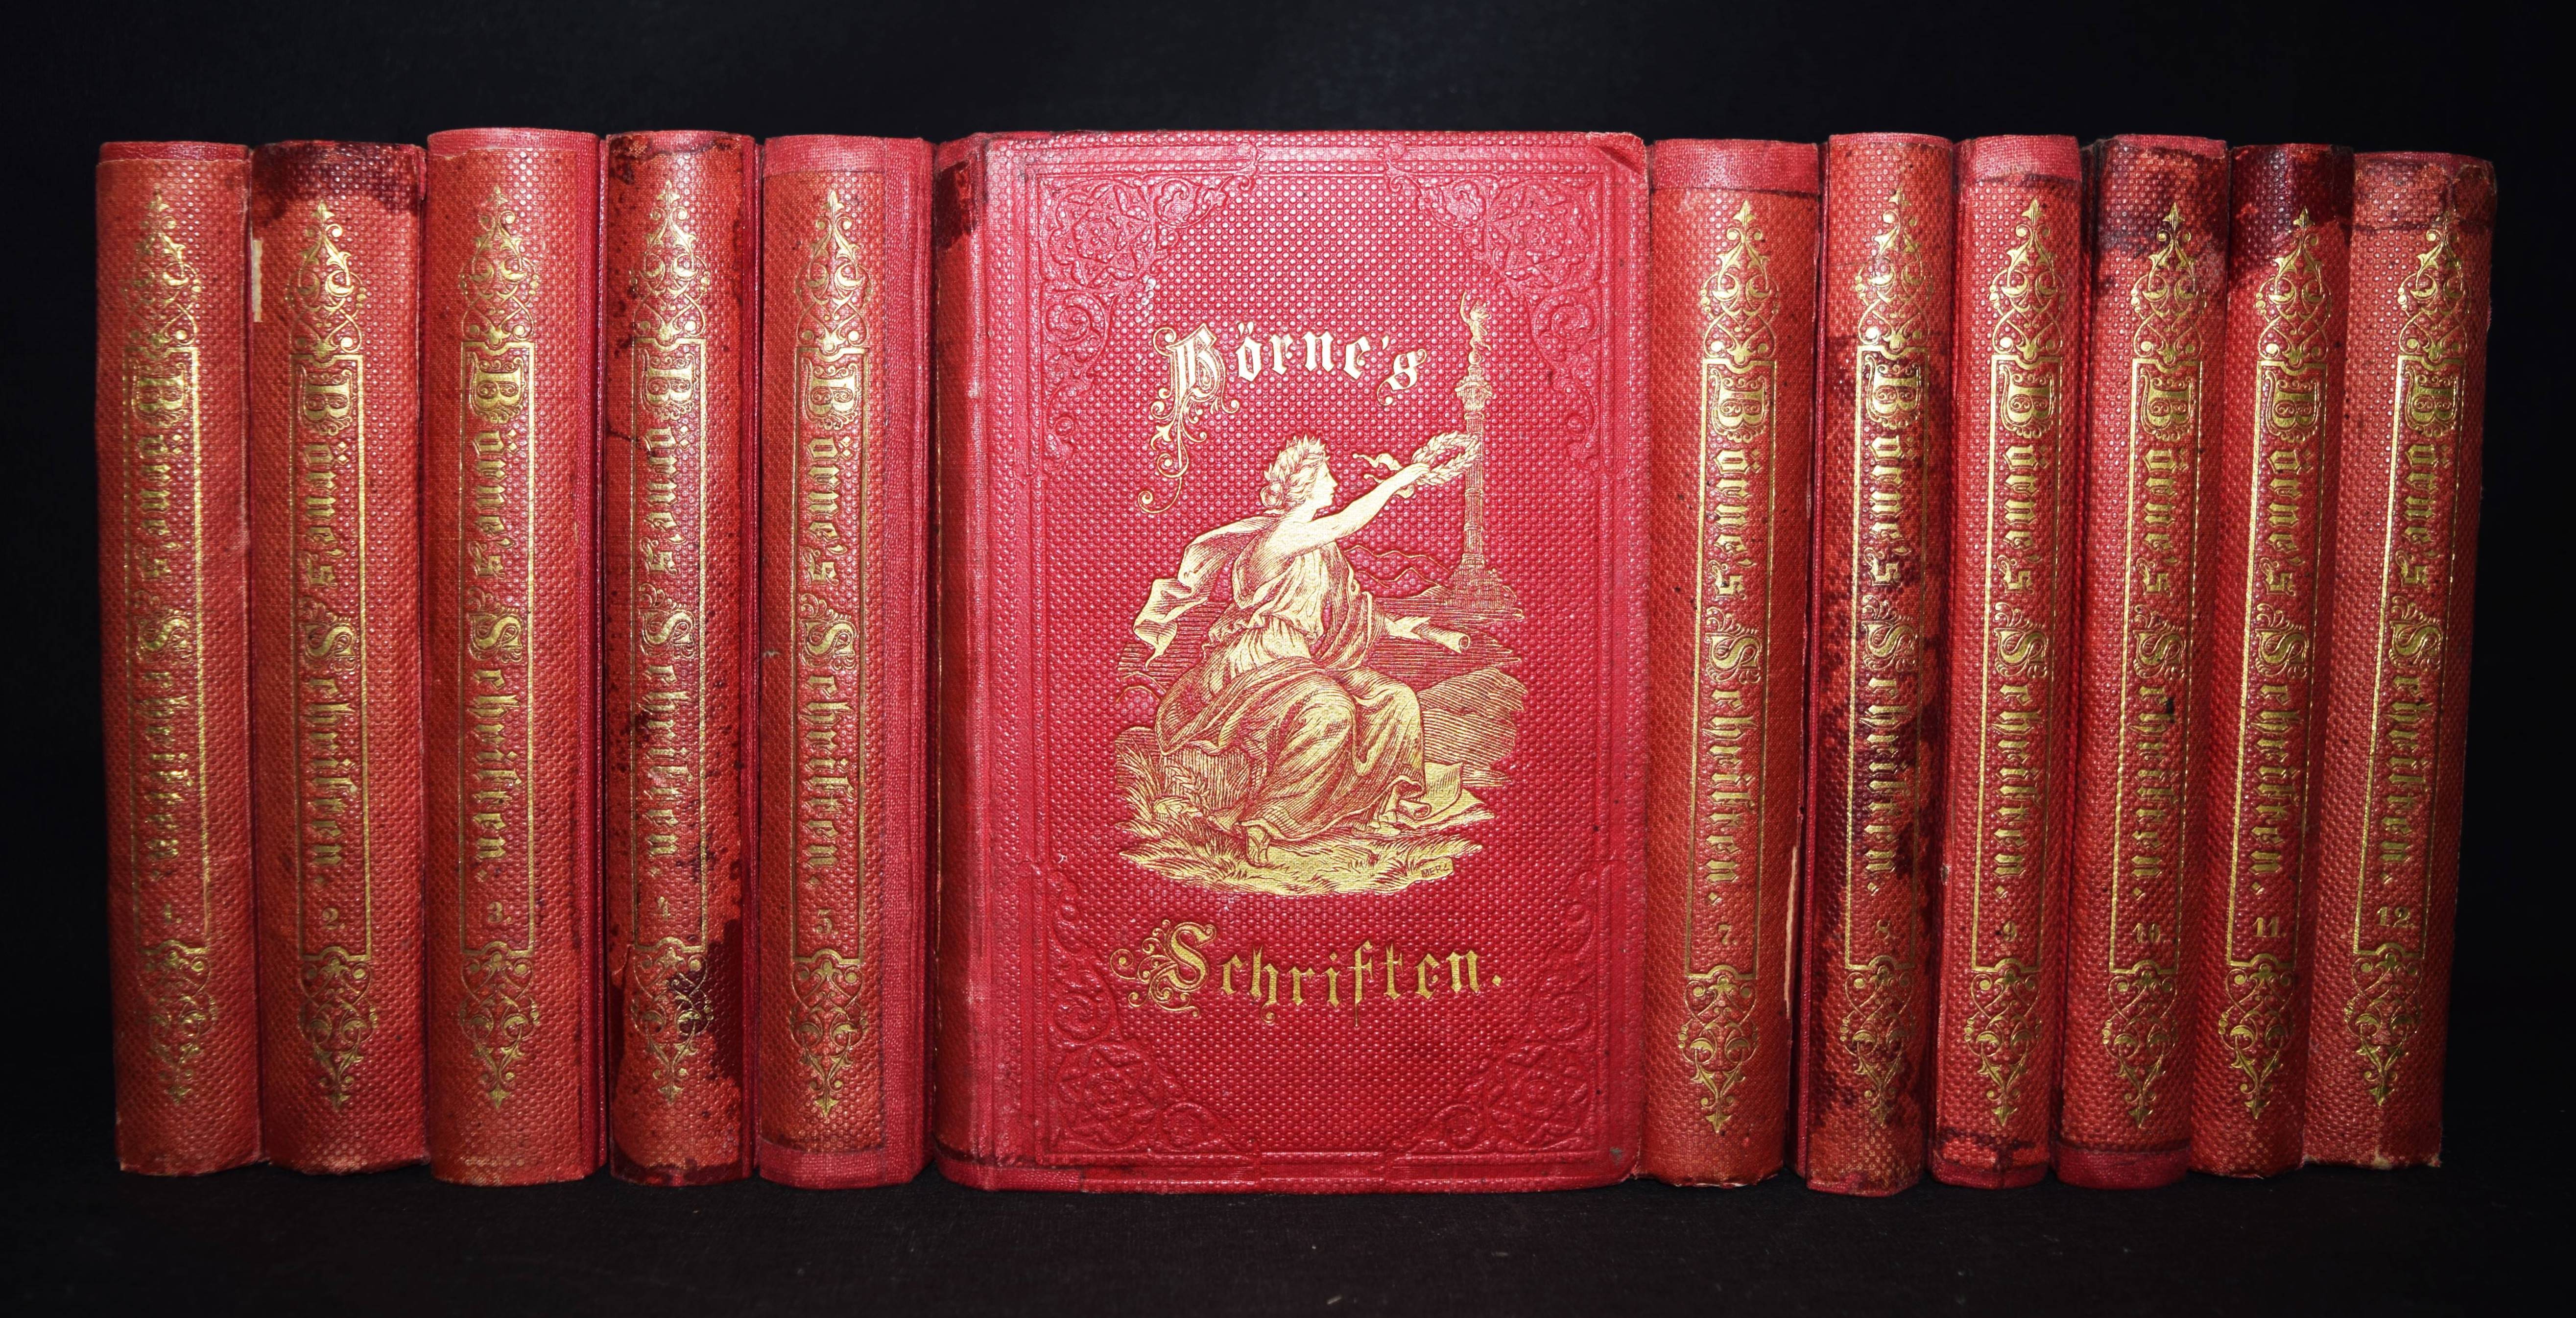 Börne's Schriften. 1.
Börne's Schriften. 2
Börne's Schriften. 3.
Börne's Schriften. 4.
Börne's Schriften. 5.
Börne's
MERZ
Schriften.
Börne's Schriften. 7
Börne's Schriften. 8.
Börne's Schriften. 9
Börne's Schriften. 10.
Börne's Schriften. 11.
Börne's Schriften. 12.